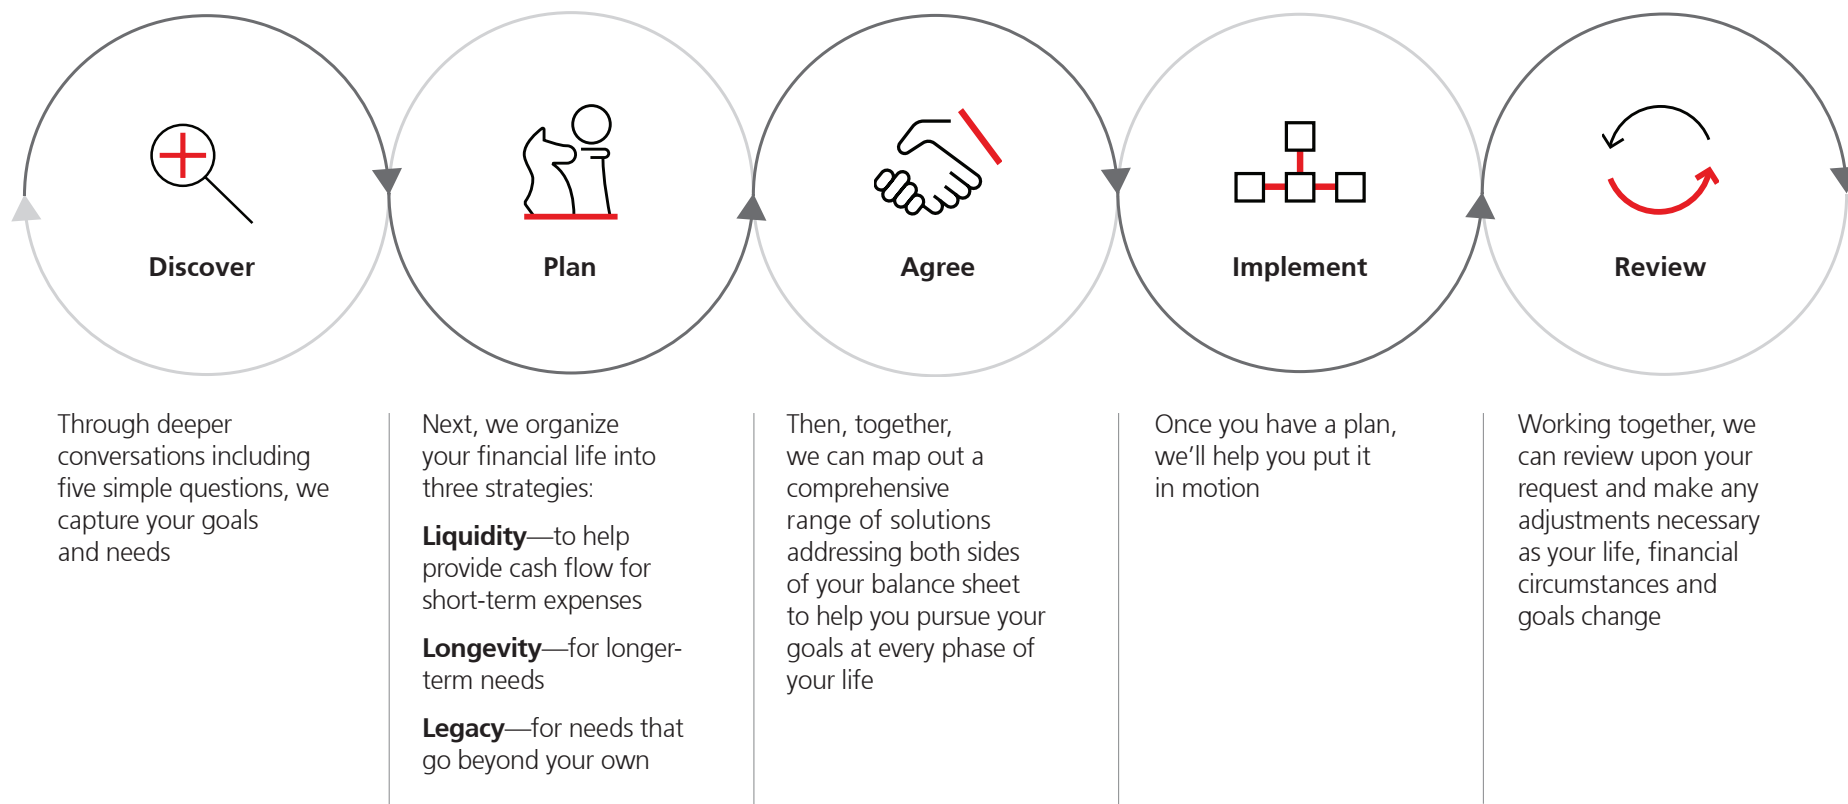 Discover
Plan
Agree
Implement
Review
Through deeper
conversations including
five simple questions, we
capture your goals
and needs
Next, we organize
your financial life into
three strategies:
Liquidity—to help
provide cash flow for
short-term expenses
Longevity—for longer-
term needs
Legacy—for needs that
go beyond your own
Then, together,
we can map out a
comprehensive
range of solutions
addressing both sides
of your balance sheet
to help you pursue your
goals at every phase of
your life
Once you have a plan,
we’ll help you put it
in motion
Working together, we
can review upon your
request and make any
adjustments necessary
as your life, financial
circumstances and
goals change